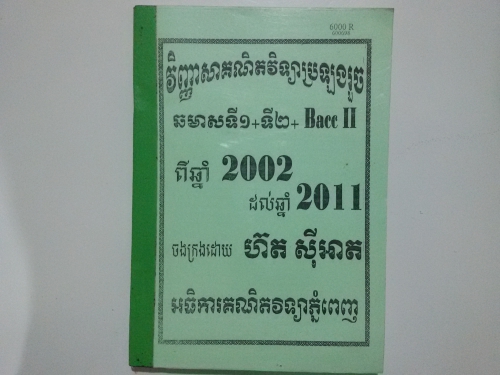 6000 R
វិញ្ញាសាគណិតវិទ្យាប្រឡងរួច
ឆមាសទី១+ទី២+ Bacc II
ពីឆ្នាំ 2002
ដល់ឆ្នាំ 2011
ចងក្រងដោយ ហ៊ត ស៊ីអាត
អធិការគណិតវិទ្យាភ្នំពេញ